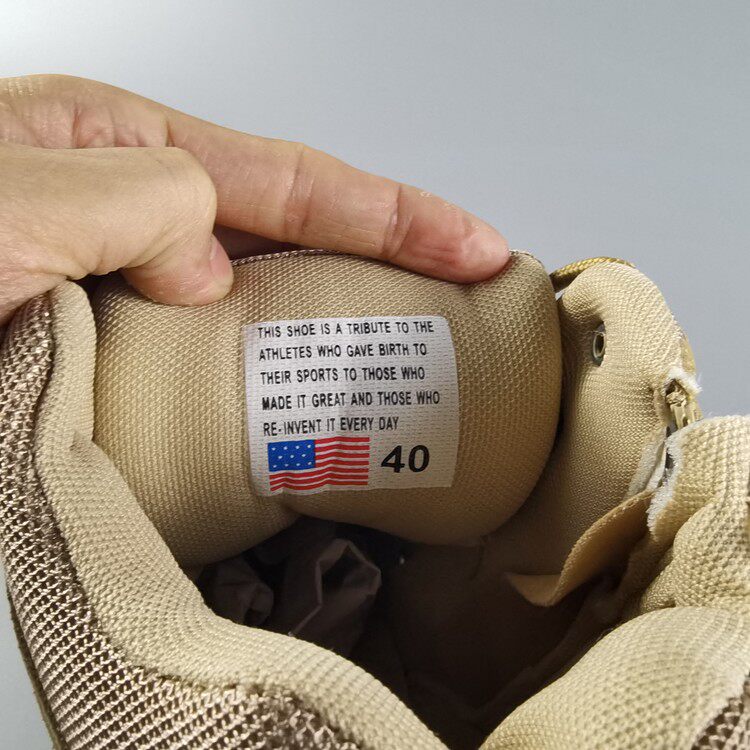 THIS SHOE IS A TRIBUTE TO THE
ATHLETES WHO GAVE BIRTH TO
THEIR SPORTS TO THOSE WHO
MADE IT GREAT AND THOSE WHO
RE-INVENT IT EVERY DAY
40